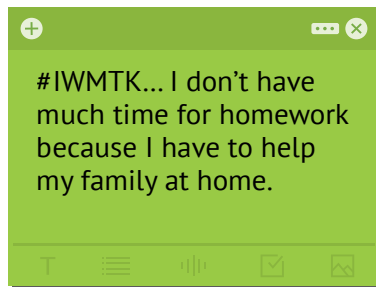 #IWMTK... I don’t have
much time for homework
because I have to help
my family at home.
T